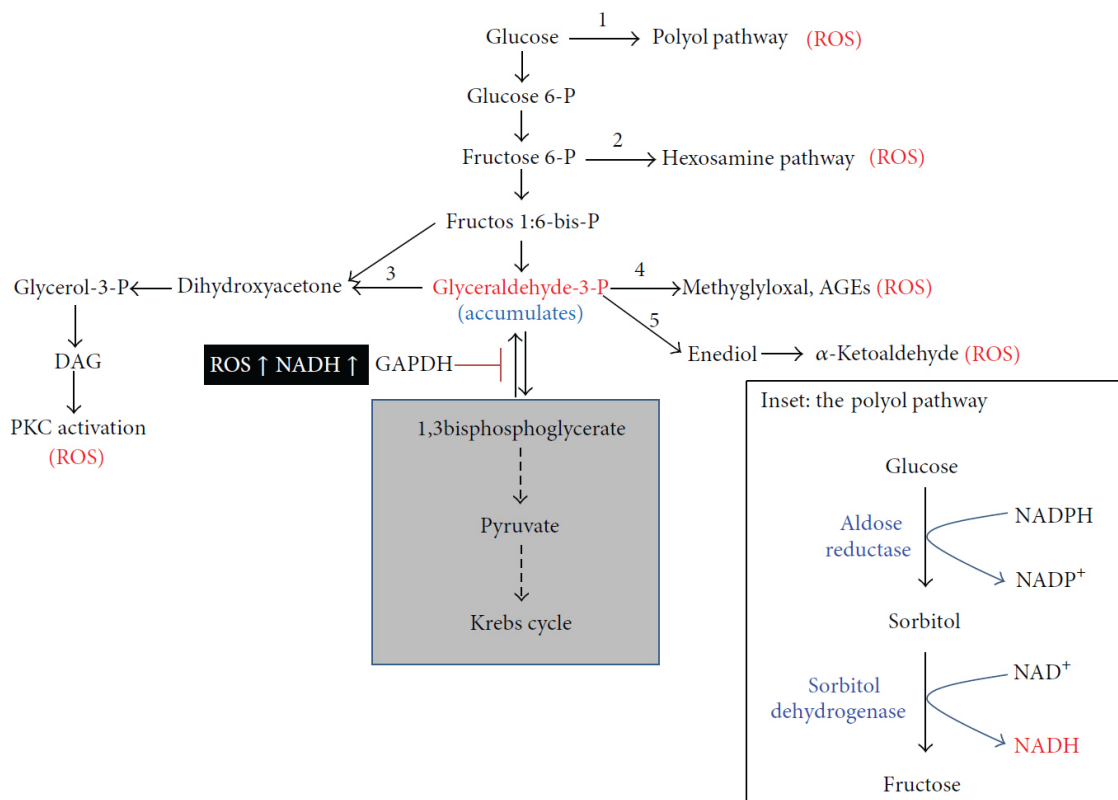 1
Glucose
Polyol pathway (ROS)
Glucose 6-P
2
Fructose 6-P
Hexosamine pathway (ROS)
Fructos 1:6-bis-P
Glycerol-3-P
Dihydroxyacetone
3
Glyceraldehyde-3-P
(accumulates)
4
Methyglyloxal, AGEs (ROS)
5
Enediol
α-Ketoaldehyde (ROS)
DAG
PKC activation
(ROS)
ROS ↑ NADH ↑
GAPDH
1,3bisphosphoglycerate
Pyruvate
Krebs cycle
Inset: the polyol pathway
Glucose
Aldose
reductase
NADPH
NADP⁺
Sorbitol
Sorbitol
dehydrogenase
NAD⁺
NADH
Fructose